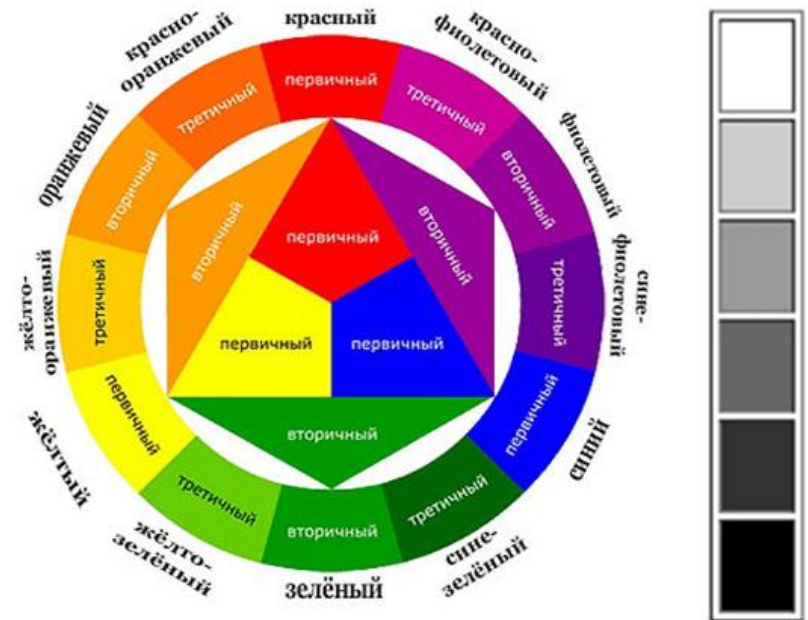 красный
красно-
фиолетовый
фиолетовый
сине-
фиолетовый
синий
сине-
зелёный
зелёный
жёлто-
зелёный
жёлтый
жёлто-
оранжевый
оранжевый
красно-
оранжевый
первичный
третичный
вторичный
третичный
первичный
третичный
вторичный
третичный
первичный
третичный
вторичный
третичный
первичный
вторичный
вторичный
первичный
первичный
вторичный